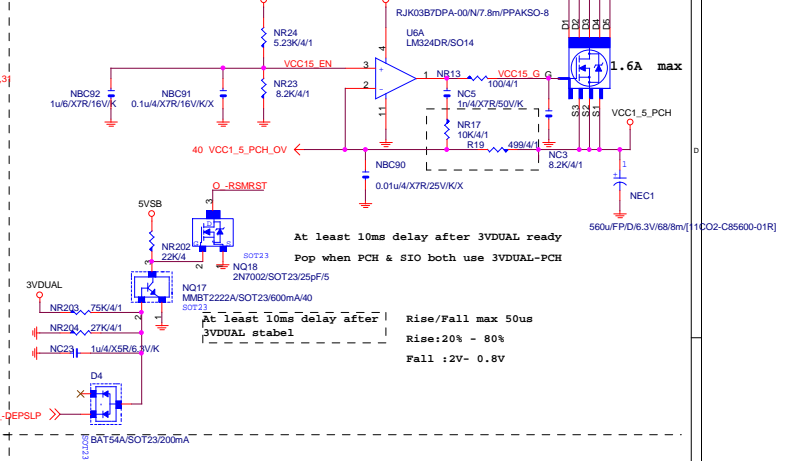 RJK03B7DPA-00/N/7.8m/PPAKSO-8
D1
D2
D3
D4
D5
NR24
5.23K/4/1
U6A
LM324DR/SO14
4
VCC15_EN
3
+
2
-
1
11
NR13
100/4/1
VCC15_G
G
1.6A max
NBC92
1u/6/X7R/16V/K
NBC91
0.1u/4/X7R/16V/K/X
NR23
8.2K/4/1
NC5
1n/4/X7R/50V/K
S3
S2
S1
VCC1_5_PCH
NR17
10K/4/1
R19
499/4/1
40 VCC1_5_PCH_OV
NC3
8.2K/4/1
D
NBC90
0.01u/4/X7R/25V/K/X
1
+
NEC1
560u/FP/D/6.3V/68/8m/[11CO2-C85600-01R]
O_-RSMRST
5VSB
3
D
G
S
NR202
22K/4
SOT23
2
1
NQ18
2N7002/SOT23/25pF/5
At least 10ms delay after 3VDUAL ready
Pop when PCH & SIO both use 3VDUAL-PCH
3
NQ17
MMBT2222A/SOT23/600mA/40
SOT23
3VDUAL
2
1
NR203
75K/4/1
NR204
27K/4/1
NC23
1u/4/X5R/6.3V/K
At least 10ms delay after
3VDUAL stabel
Rise/Fall max 50us
Rise:20% - 80%
Fall :2V- 0.8V
D4
-DEPSLP
BAT54A/SOT23/200mA
SOT23